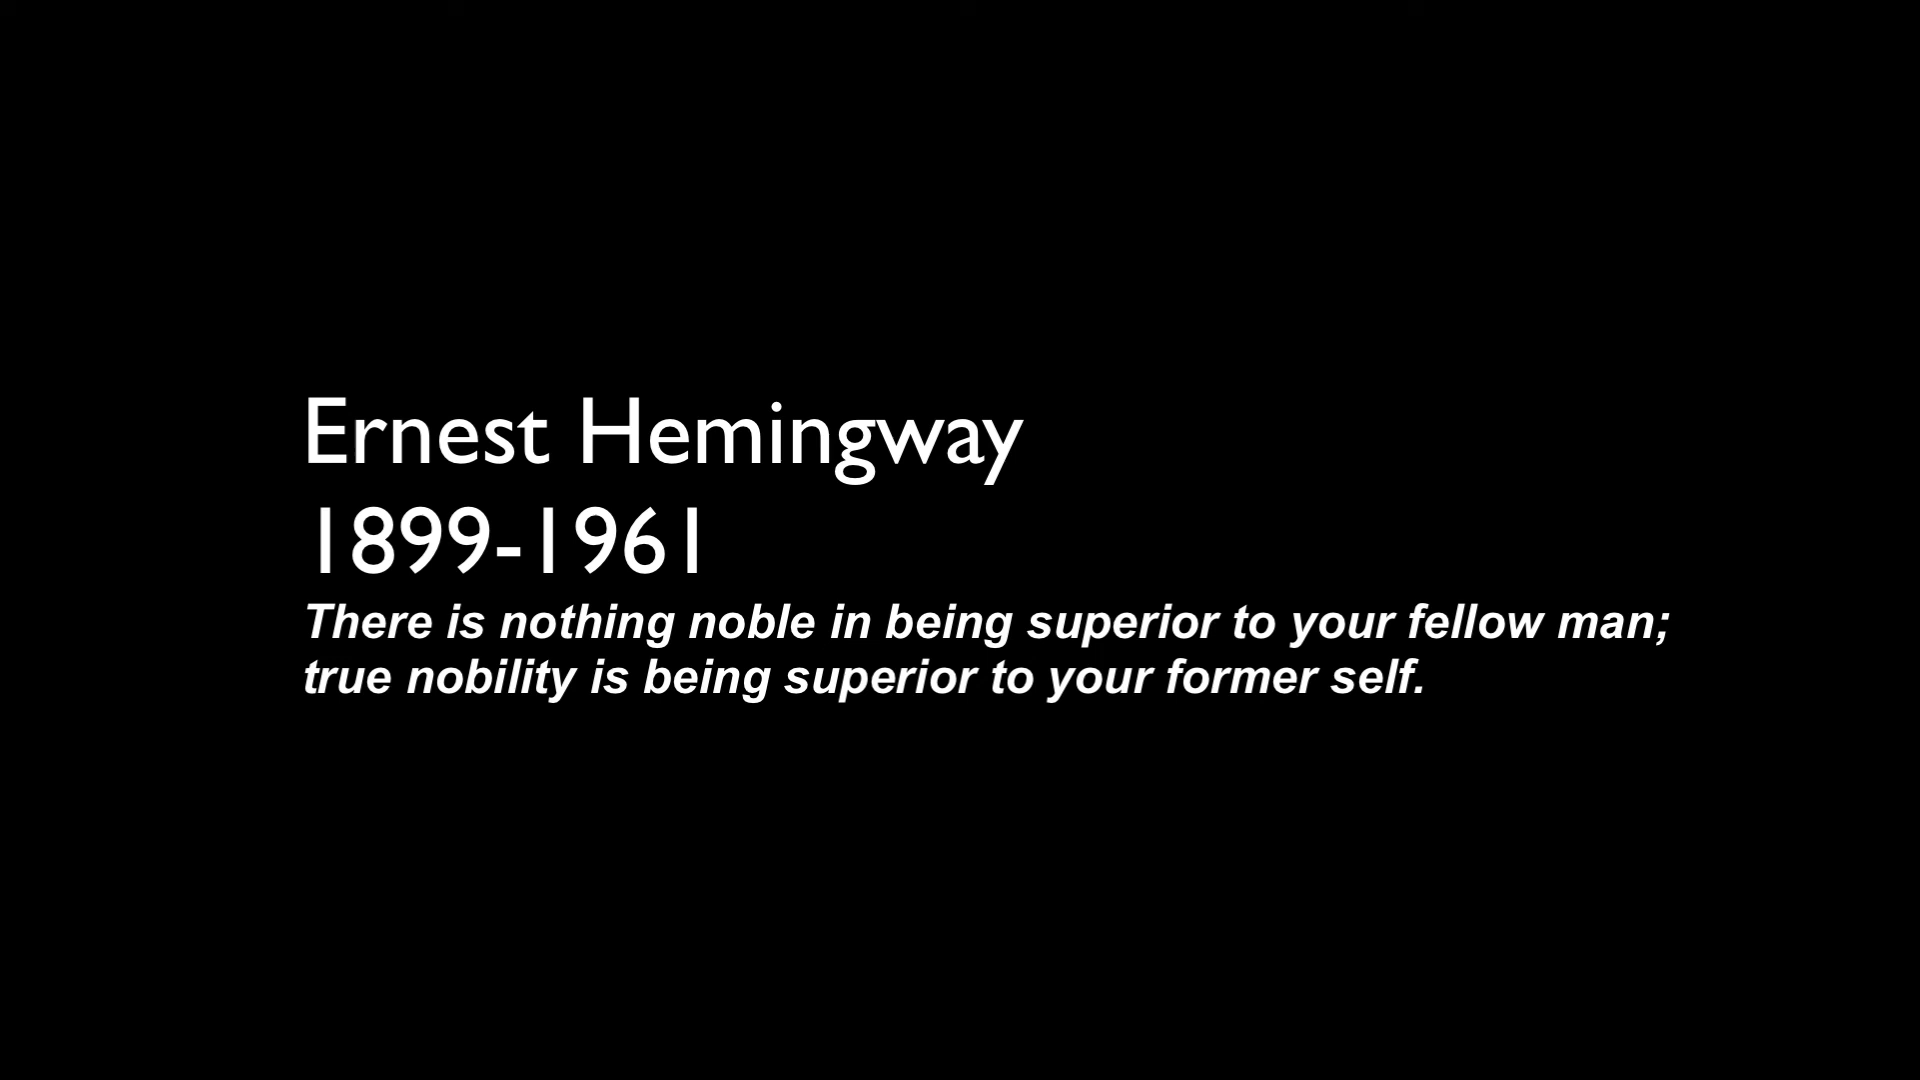 Ernest Hemingway
1899-1961
There is nothing noble in being superior to your fellow man;
true nobility is being superior to your former self.